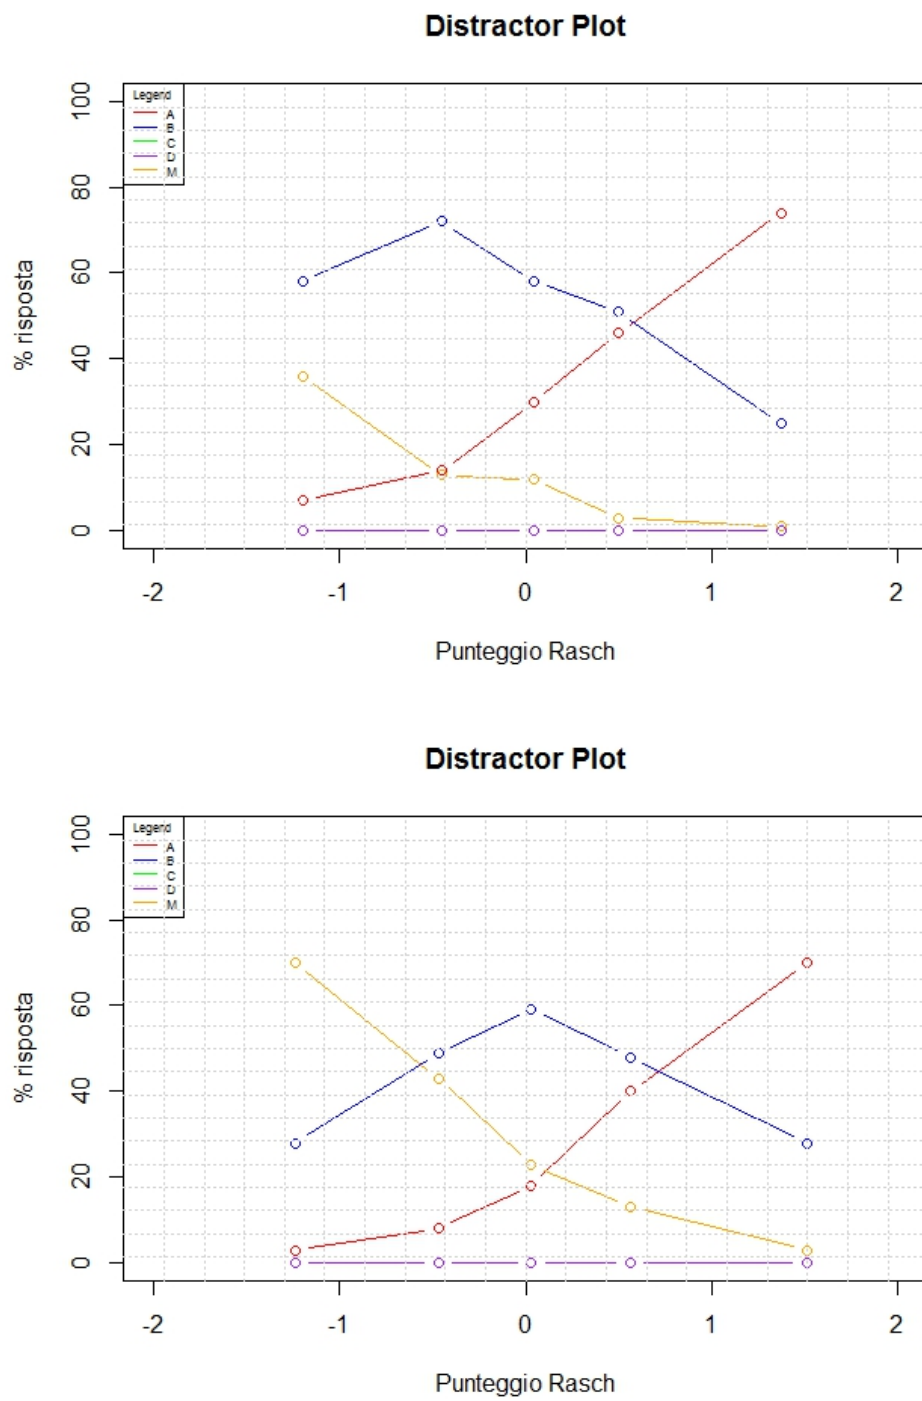 Distractor Plot
Legend
A
B
C
D
M
100
80
60
40
20
0
% risposta
-2 -1 0 1 2
Punteggio Rasch
Distractor Plot
Legend
A
B
C
D
M
100
80
60
40
20
0
% risposta
-2 -1 0 1 2
Punteggio Rasch